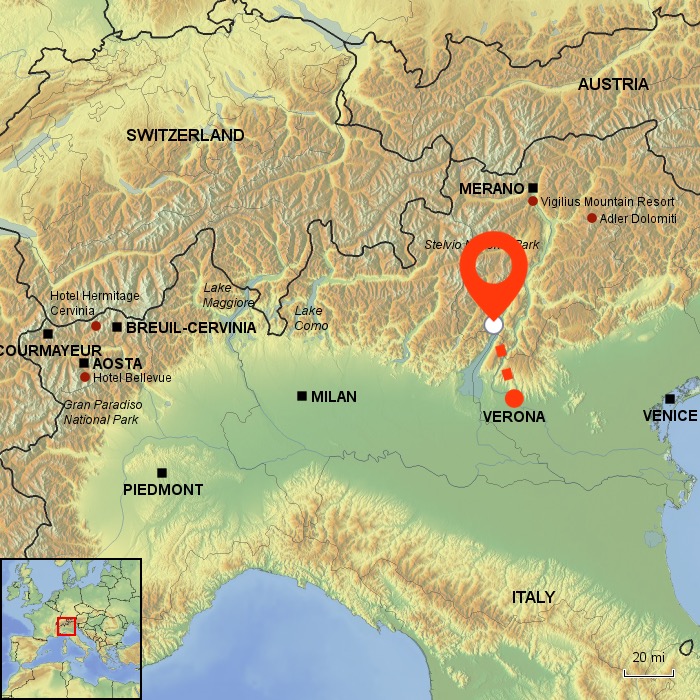 AUSTRIA
SWITZERLAND
MERANO
Vigilius Mountain Resort
Adler Dolomiti
Stelvio Park
Lake
Maggiore
Hotel Hermitage
Cervinia
Lake
Como
BREUIL-CERVINIA
COURMAYEUR
AOSTA
Hotel Bellevue
Gran Paradiso
National Park
MILAN
VERONA
VENICE
PIEDMONT
ITALY
20 mi